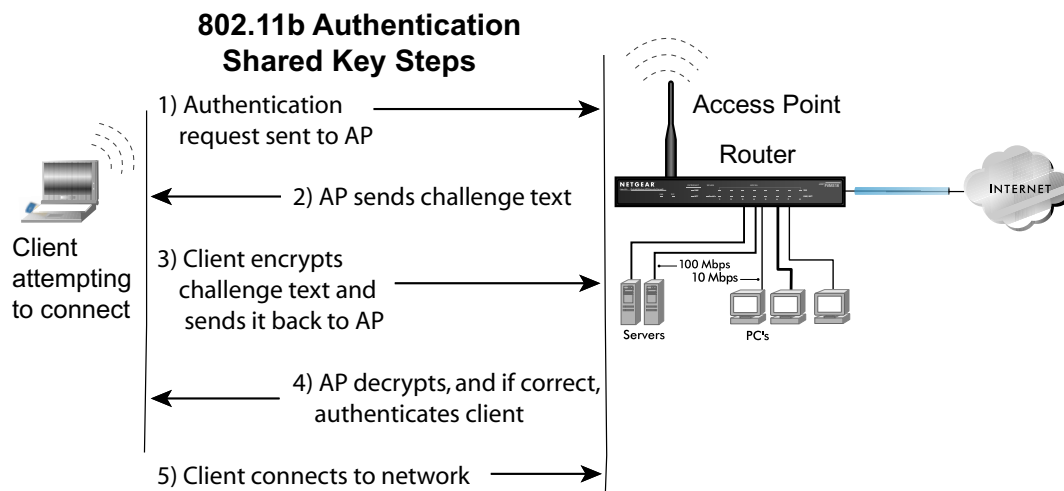 802.11b Authentication
Shared Key Steps
1) Authentication
request sent to AP
2) AP sends challenge text
3) Client encrypts
challenge text and
sends it back to AP
4) AP decrypts, and if correct,
authenticates client
5) Client connects to network
Client
attempting
to connect
Access Point
Router
NETGEAR
INTERNET
100 Mbps
10 Mbps
Servers
PC's